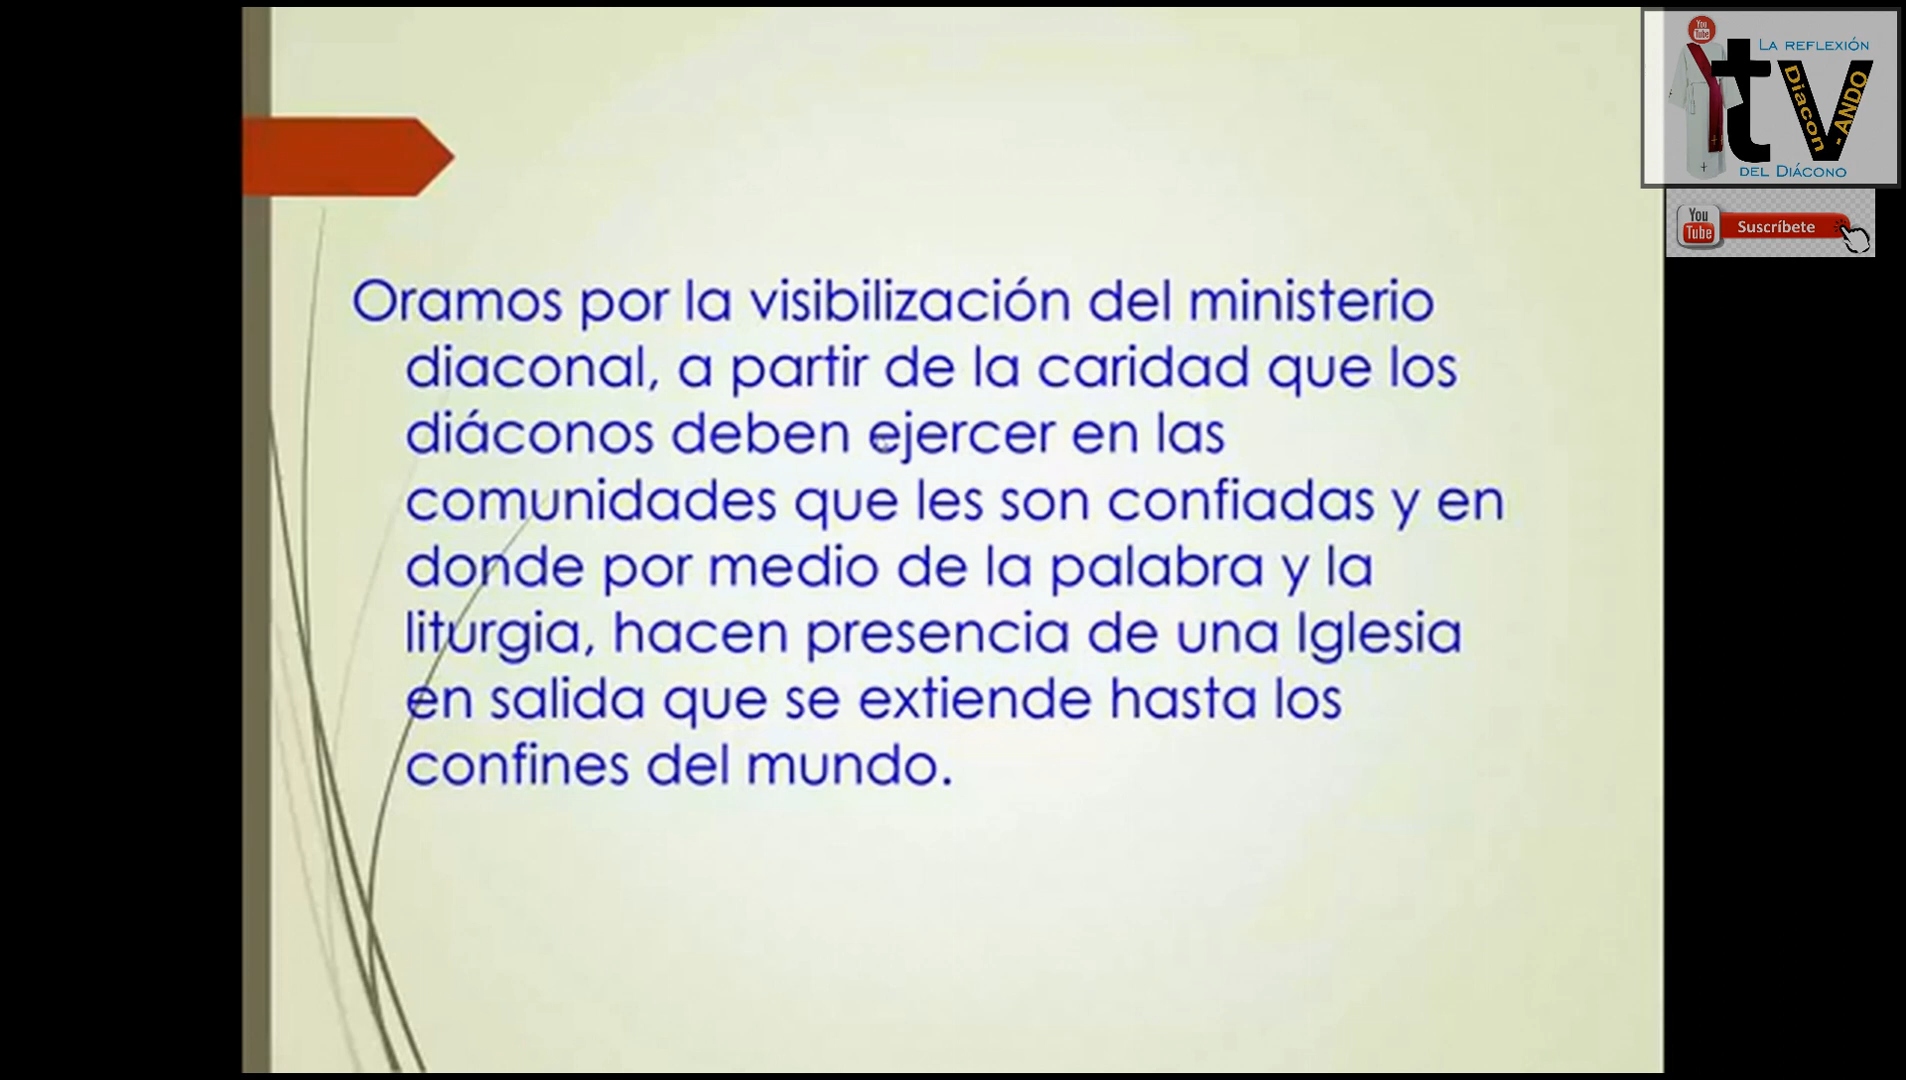 Oramos por la visibilización del ministerio
diaconal, a partir de la caridad que los
diáconos deben ejercer en las
comunidades que les son confiadas y en
donde por medio de la palabra y la
liturgia, hacen presencia de una Iglesia
en salida que se extiende hasta los
confines del mundo.
You
Tube
LA REFLEXIÓN
tv
Diacon
-ANDO
DEL DIÁCONO
You
Tube
Suscríbete